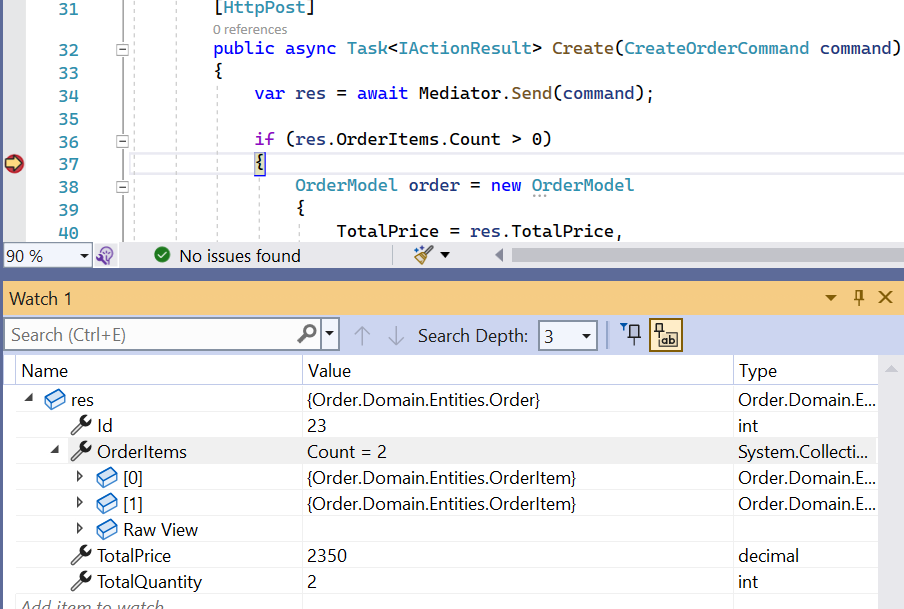 31 [HttpPost]
0 references
32 public async Task<IActionResult> Create(CreateOrderCommand command)
33 {
34 var res = await Mediator.Send(command);
35
36 if (res.OrderItems.Count > 0)
37 {
38 OrderModel order = new OrderModel
39 {
40 TotalPrice = res.TotalPrice,
90 % No issues found
Watch 1
Search (Ctrl+E) Search Depth: 3
Name Value Type
res {Order.Domain.Entities.Order} Order.Domain.E...
Id 23 int
OrderItems Count = 2 System.Collecti...
[0] {Order.Domain.Entities.OrderItem} Order.Domain.E...
[1] {Order.Domain.Entities.OrderItem} Order.Domain.E...
Raw View
TotalPrice 2350 decimal
TotalQuantity 2 int
Add item to watch